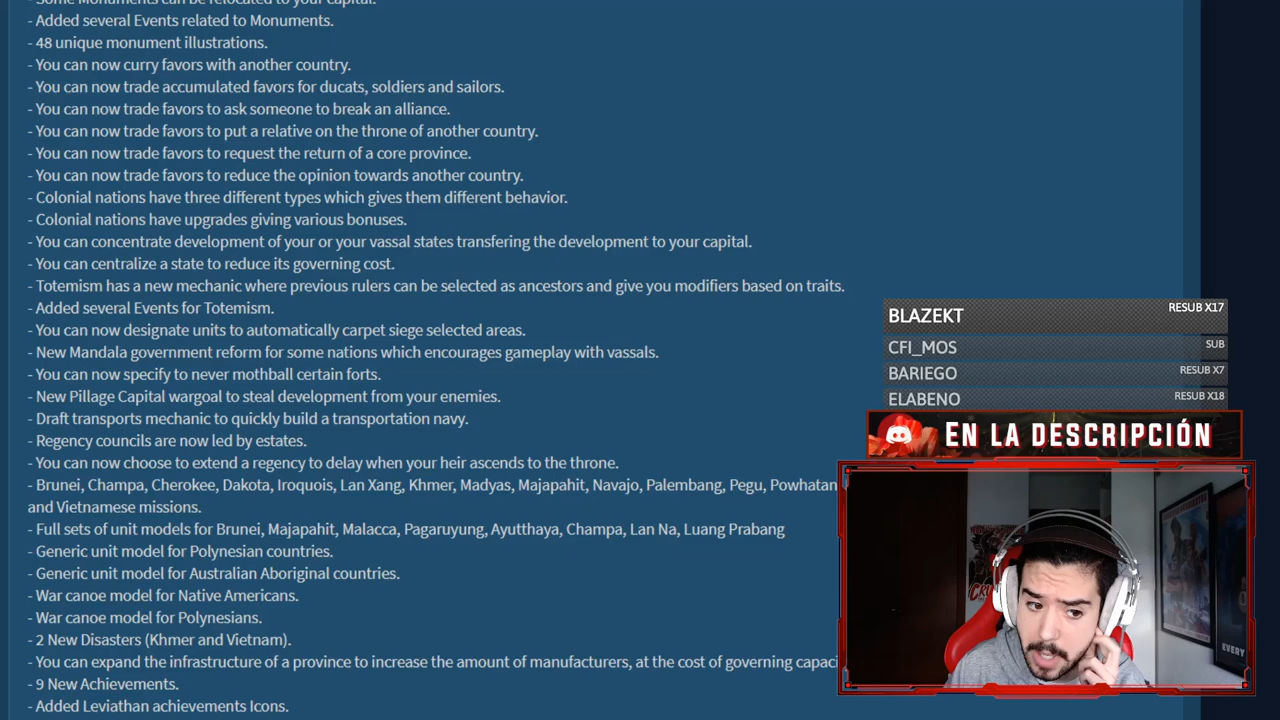 - Some Monuments can be relocated to your capital.
- Added several Events related to Monuments.
- 48 unique monument illustrations.
- You can now curry favors with another country.
- You can now trade accumulated favors for ducats, soldiers and sailors.
- You can now trade favors to ask someone to break an alliance.
- You can now trade favors to put a relative on the throne of another country.
- You can now trade favors to request the return of a core province.
- You can now trade favors to reduce the opinion towards another country.
- Colonial nations have three different types which gives them different behavior.
- Colonial nations have upgrades giving various bonuses.
- You can concentrate development of your or your vassal states transfering the development to your capital.
- You can centralize a state to reduce its governing cost.
- Totemism has a new mechanic where previous rulers can be selected as ancestors and give you modifiers based on traits.
- Added several Events for Totemism.
- You can now designate units to automatically carpet siege selected areas.
- New Mandala government reform for some nations which encourages gameplay with vassals.
- You can now specify to never mothball certain forts.
- New Pillage Capital wargoal to steal development from your enemies.
- Draft transports mechanic to quickly build a transportation navy.
- Regency councils are now led by estates.
- You can now choose to extend a regency to delay when your heir ascends to the throne.
- Brunei, Champa, Cherokee, Dakota, Iroquois, Lan Xang, Khmer, Madyas, Majapahit, Navajo, Palembang, Pegu, Powhatan
and Vietnamese missions.
- Full sets of unit models for Brunei, Majapahit, Malacca, Pagaruyung, Ayutthaya, Champa, Lan Na, Luang Prabang
- Generic unit model for Polynesian countries.
- Generic unit model for Australian Aboriginal countries.
- War canoe model for Native Americans.
- War canoe model for Polynesians.
- 2 New Disasters (Khmer and Vietnam).
- You can expand the infrastructure of a province to increase the amount of manufacturers, at the cost of governing capaci
- 9 New Achievements.
- Added Leviathan achievements Icons.
BLAZEKT RESUB X17
CFI_MOS SUB
BARIEGO RESUB X7
ELABENO RESUB X18
EN LA DESCRIPCIÓN
EVERY